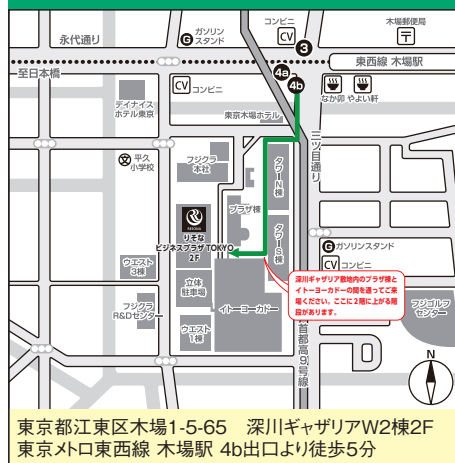 コンビニ
木場郵便局
永代通り
G
ガソリン
スタンド
CV
3
〒
至日本橋
4a
東西線 木場駅
4b
CV
コンビニ
なか卯
やよい軒
デイナイス
ホテル東京
東京木場ホテル
三ツ目通り
文
平久
小学校
フジクラ
本社
タワーN棟
プラザ棟
R
RESONA
りそな
ビジネスプラザTOKYO
2F
タワーS棟
G
ガソリンスタンド
CV
コンビニ
ウエスト
3棟
立体
駐車場
深川ギャザリア敷地内のプラザ棟と
イトーヨーカドーの間を通ってご来
場ください。ここに2階に上がる階
段があります。
フジクラ
R&Dセンター
イトーヨーカドー
フジゴルフ
センター
ウエスト
1棟
首都高9号線
N
東京都江東区木場1-5-65　深川ギャザリアW2棟2F
東京メトロ東西線 木場駅 4b出口より徒歩5分